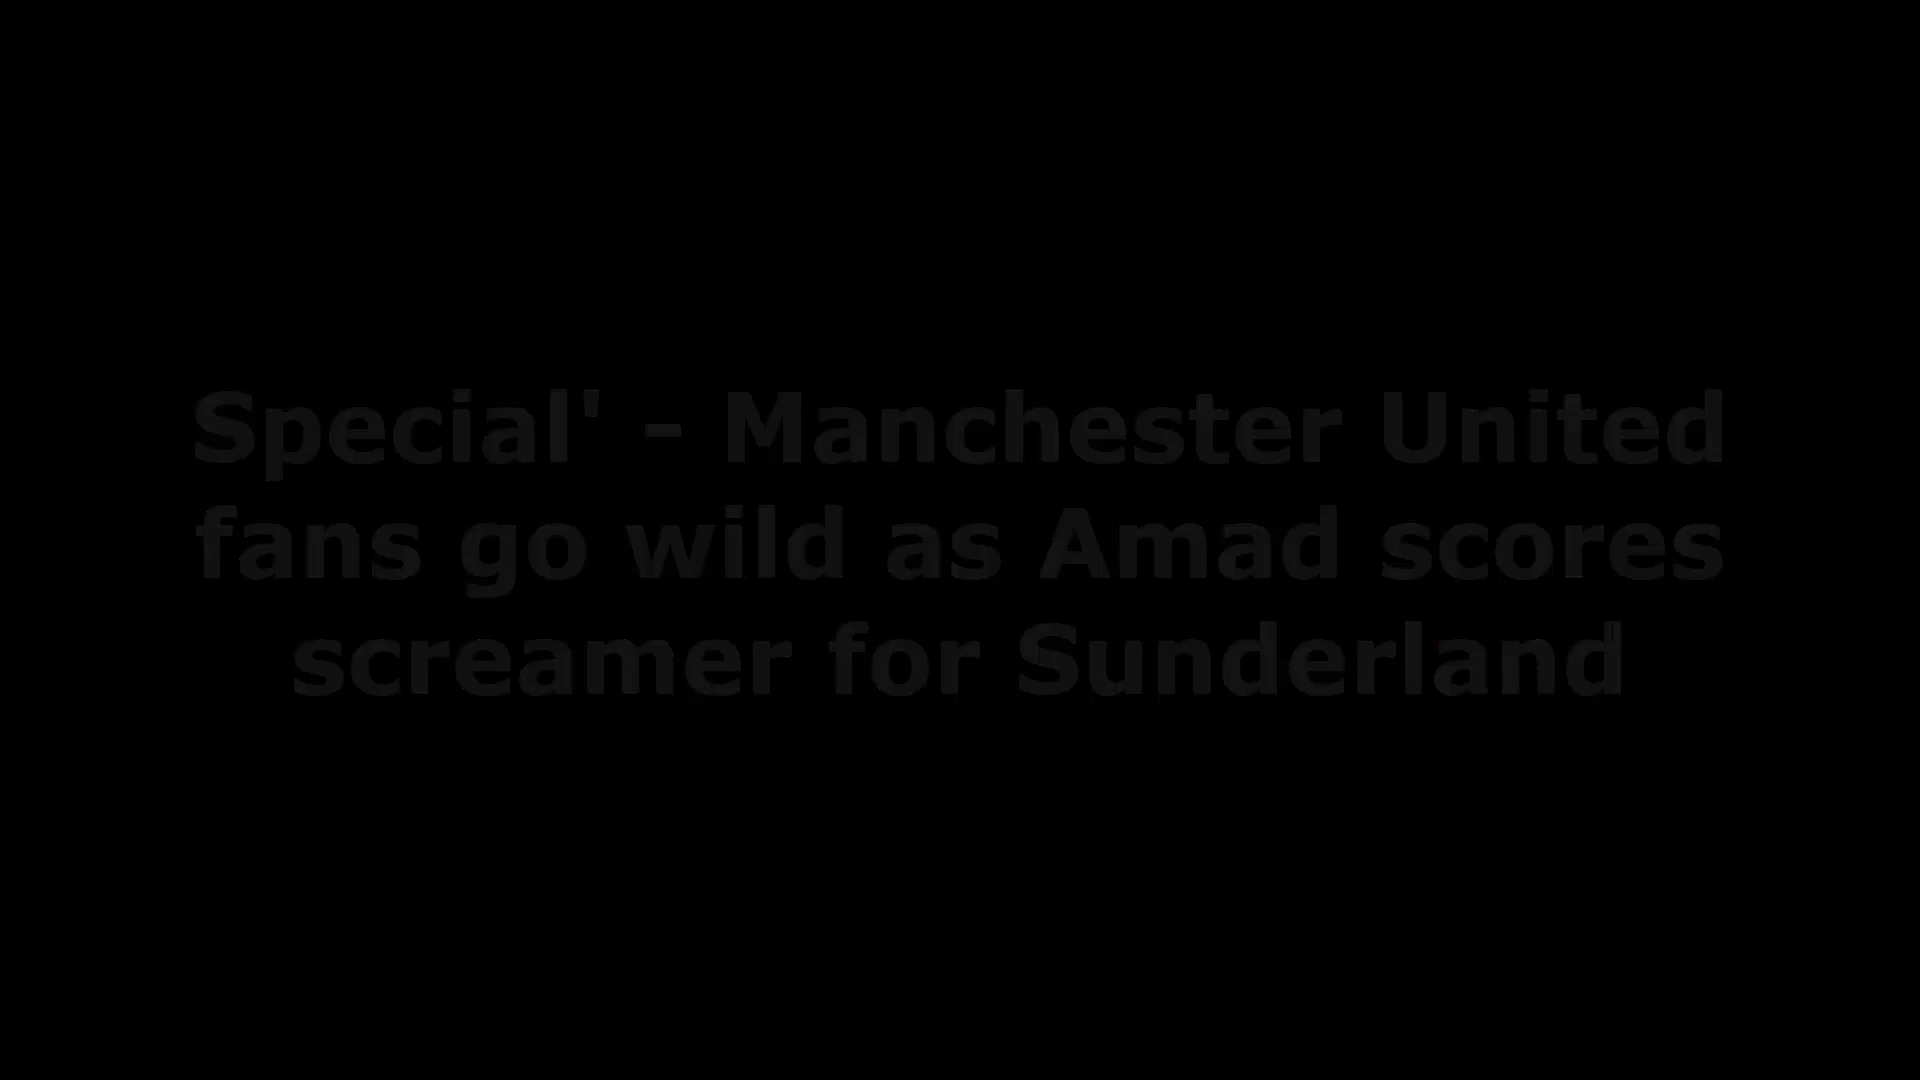 Special' - Manchester United
fans go wild as Amad scores
screamer for Sunderland